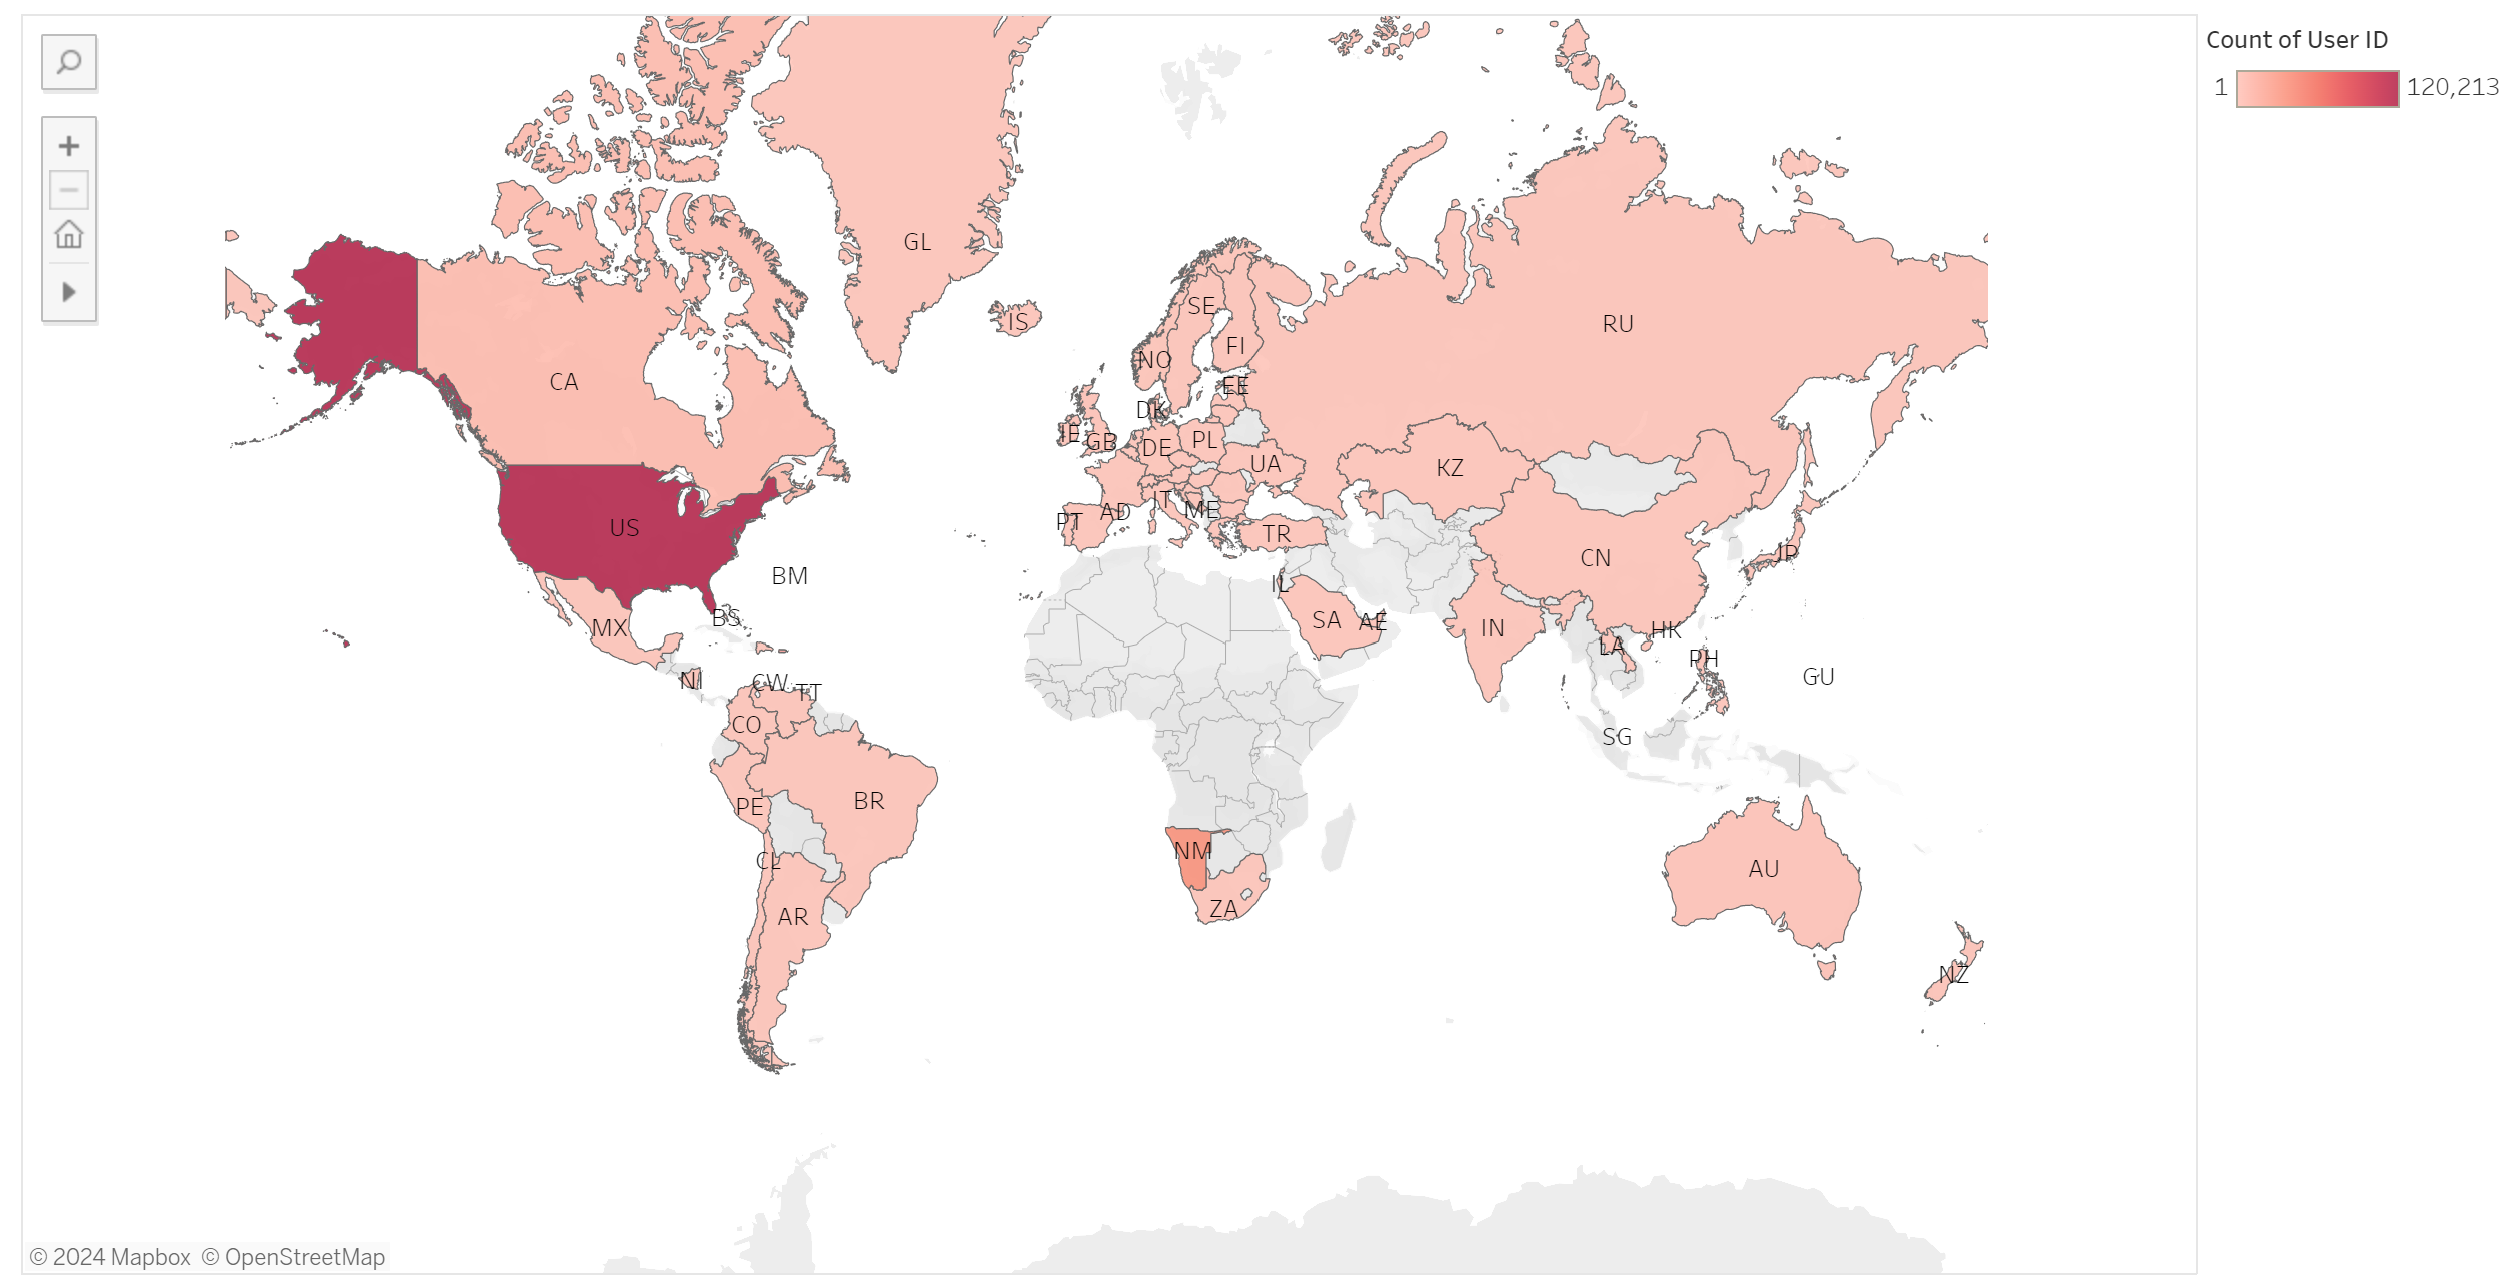 Count of User ID
1 120,213
GL
IS
SE
RU
NO
FI
CA
EE
DK
IE
GB
DE
PL
UA
KZ
IT
ME
PT
AD
TR
US
CN
JP
BM
IL
BS
MX
SA
AE
IN
HK
LA
PH
NI
CW
TT
GU
CO
SG
PE
BR
NM
CL
AU
ZA
AR
NZ
© 2024 Mapbox © OpenStreetMap